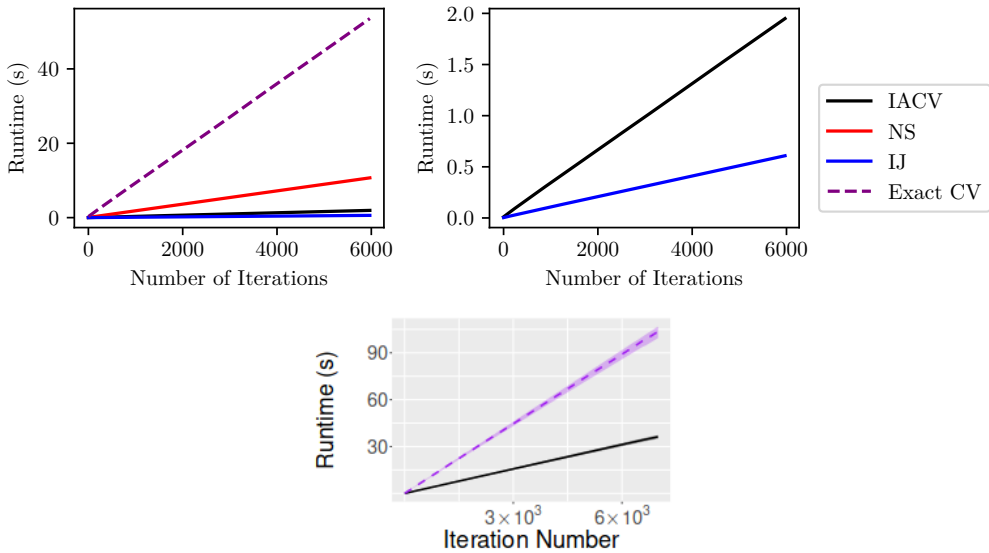 Runtime (s)
40
20
0
0 2000 4000 6000
Number of Iterations
Runtime (s)
2.0
1.5
1.0
0.5
0.0
0 2000 4000 6000
Number of Iterations
IACV
NS
IJ
Exact CV
Runtime (s)
90
60
30
3 × 10³ 6 × 10³
Iteration Number